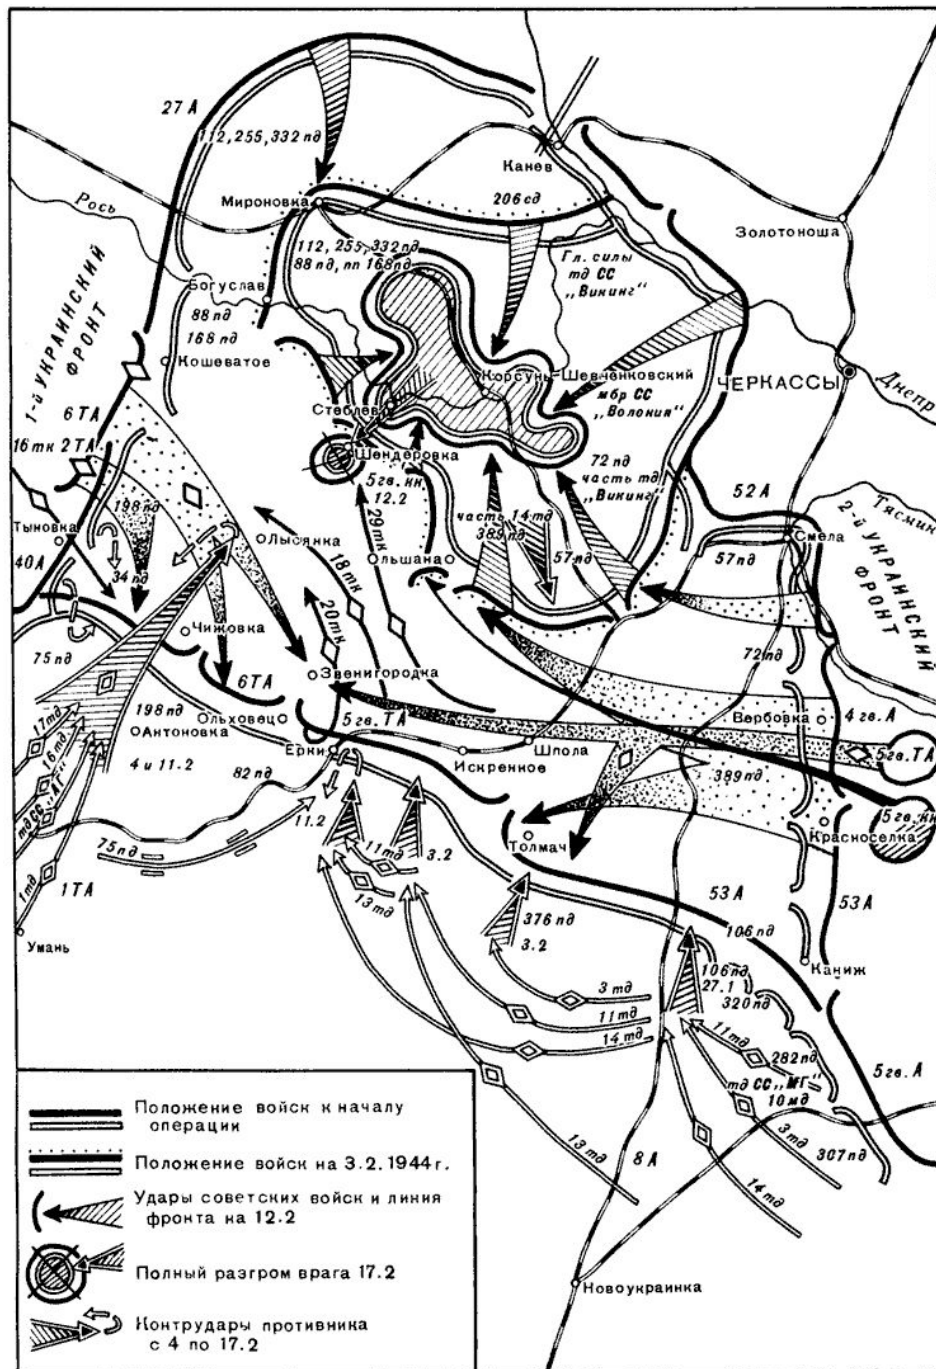 27 А
112, 255, 332 пд
Канев
Рось
Мироновка
206 сд
Золотоноша
112, 255, 332 пд
88 пд, пп 168 пд
Гл. силы
тд СС
„Викинг“
1-й УКРАИНСКИЙ
ФРОНТ
Богуслав
88 пд
168 пд
Кошеватое
Корсунь-Шевченковский
мбр СС
„Волония“
ЧЕРКАССЫ
Днепр
6 ТА
16 тк 2 ТА
Стеблев
Шендеровка
5 гв. кк
12.2
72 пд
часть тд
„Викинг“
52 А
Тясмин
2-й УКРАИНСКИЙ
ФРОНТ
198 пд
Тыновка
40 А
34 пд
Лысянка
29 тк
18 тк
часть 14 тд
389 пд
Ольшана
57 пд
Смела
57 пд
Чижовка
75 пд
20 тк
Звенигородка
72 пд
6 ТА
198 пд
Антоновка
Ольховец
5 гв. ТА
Ерки
Искренное
Шпола
Вербовка
4 гв. А
5 гв. ТА
17 тд
16 тд
тд СС „АГ“
4 и 11.2
82 пд
11.2
389 пд
5 гв. кк
Красноселка
Толмач
75 пд
1 тд
1 ТА
11 тд
3.2
13 тд
376 пд
3.2
53 А
53 А
106 пд
Умань
Каниж
106 пд
27.1
320 пд
3 тд
11 тд
14 тд
11 тд
282 пд
тд СС „МГ“
10 мд
5 гв. А
13 тд
8 А
3 тд
307 пд
14 тд
Новоукраинка
Положение войск к началу
операции
Положение войск на 3.2.1944 г.
Удары советских войск и линия
фронта на 12.2
Полный разгром врага 17.2
Контрудары противника
с 4 по 17.2